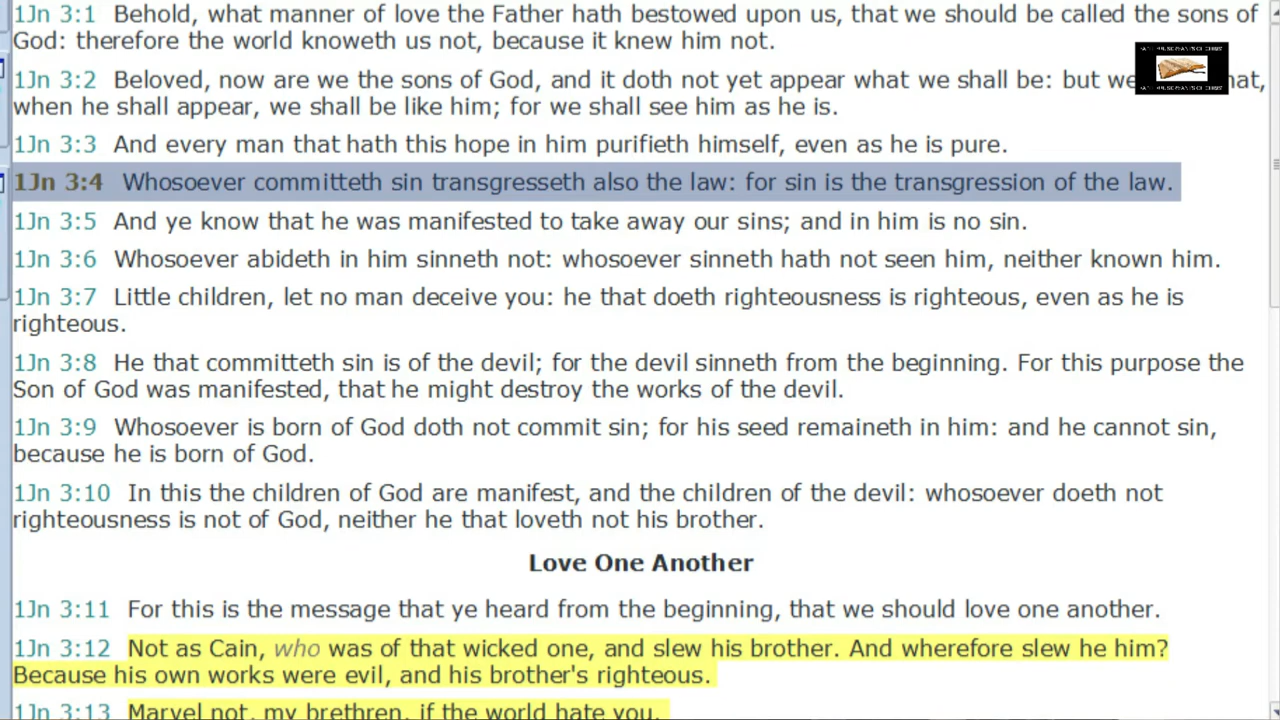 1Jn 3:1 Behold, what manner of love the Father hath bestowed upon us, that we should be called the sons of
God: therefore the world knoweth us not, because it knew him not.
1Jn 3:2 Beloved, now are we the sons of God, and it doth not yet appear what we shall be: but we
when he shall appear, we shall be like him; for we shall see him as he is.
1Jn 3:3 And every man that hath this hope in him purifieth himself, even as he is pure.
1Jn 3:4 Whosoever committeth sin transgresseth also the law: for sin is the transgression of the law.
1Jn 3:5 And ye know that he was manifested to take away our sins; and in him is no sin.
1Jn 3:6 Whosoever abideth in him sinneth not: whosoever sinneth hath not seen him, neither known him.
1Jn 3:7 Little children, let no man deceive you: he that doeth righteousness is righteous, even as he is
righteous.
1Jn 3:8 He that committeth sin is of the devil; for the devil sinneth from the beginning. For this purpose the
Son of God was manifested, that he might destroy the works of the devil.
1Jn 3:9 Whosoever is born of God doth not commit sin; for his seed remaineth in him: and he cannot sin,
because he is born of God.
1Jn 3:10 In this the children of God are manifest, and the children of the devil: whosoever doeth not
righteousness is not of God, neither he that loveth not his brother.
Love One Another
1Jn 3:11 For this is the message that ye heard from the beginning, that we should love one another.
1Jn 3:12 Not as Cain, who was of that wicked one, and slew his brother. And wherefore slew he him?
Because his own works were evil, and his brother's righteous.
1Jn 3:13 Marvel not, my brethren, if the world hate you.